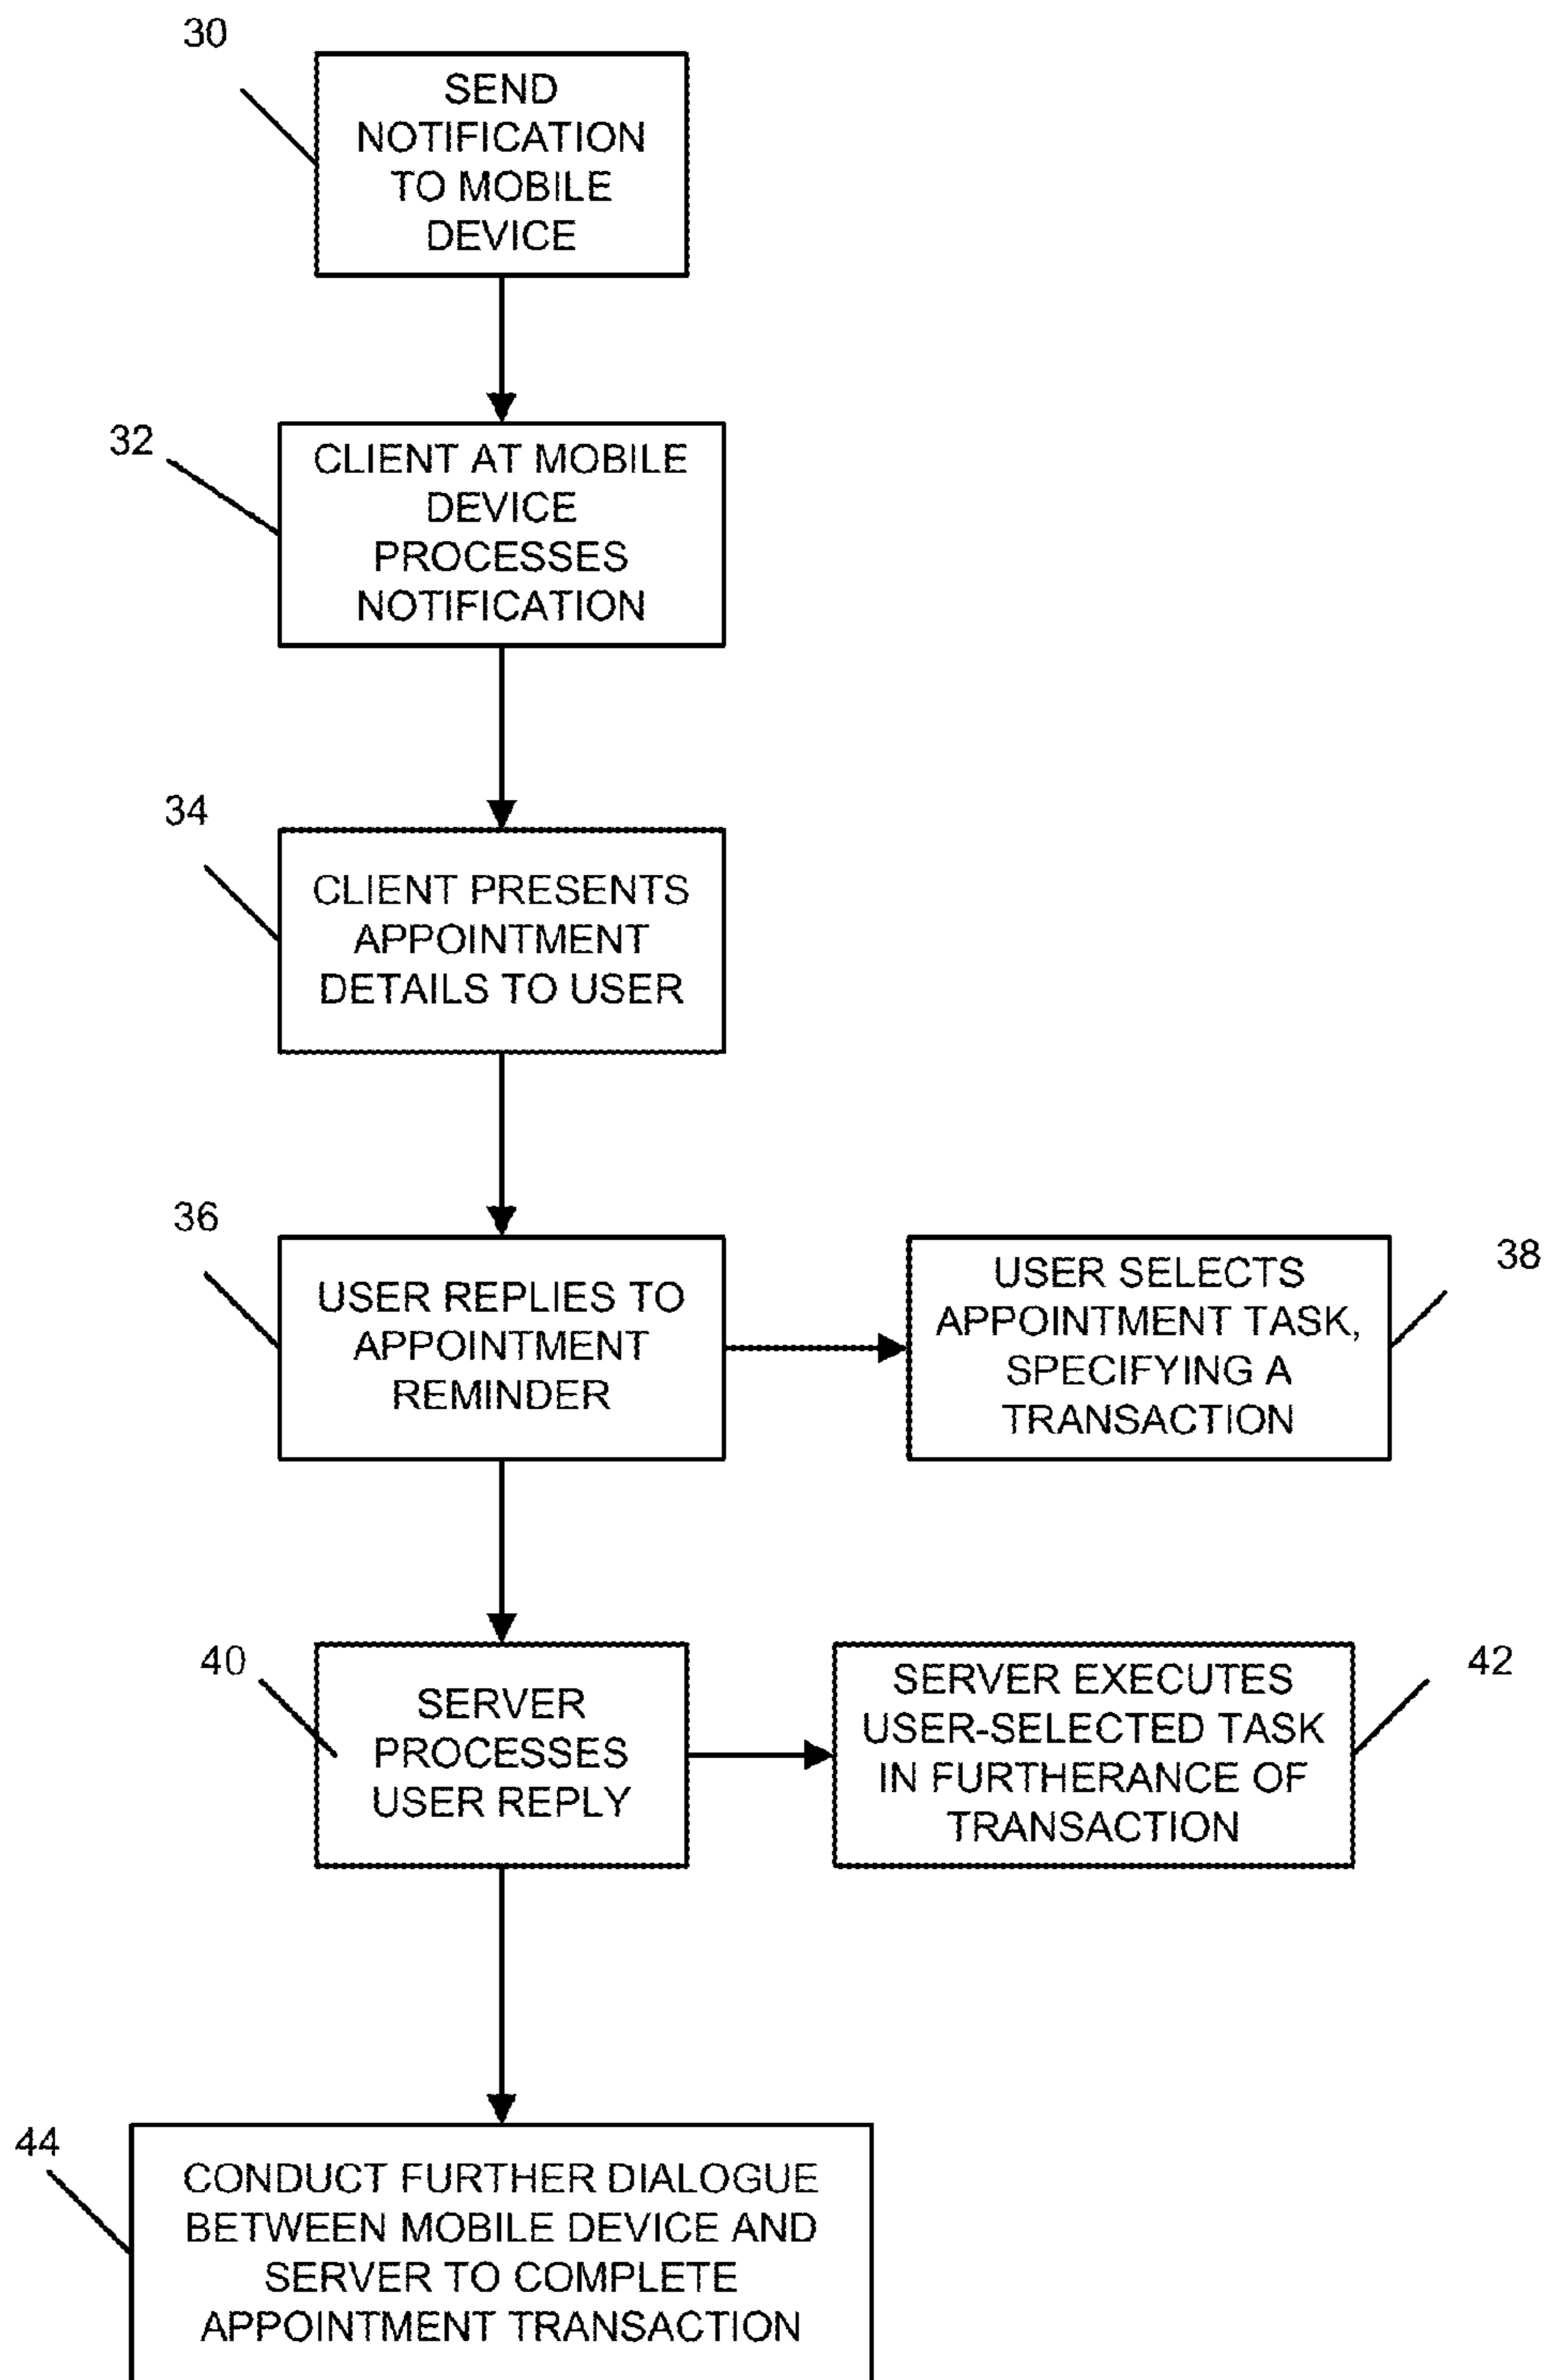 30
SEND
NOTIFICATION
TO MOBILE
DEVICE
32
CLIENT AT MOBILE
DEVICE
PROCESSES
NOTIFICATION
34
CLIENT PRESENTS
APPOINTMENT
DETAILS TO USER
36
USER REPLIES TO
APPOINTMENT
REMINDER
38
USER SELECTS
APPOINTMENT TASK,
SPECIFYING A
TRANSACTION
40
SERVER
PROCESSES
USER REPLY
42
SERVER EXECUTES
USER-SELECTED TASK
IN FURTHERANCE OF
TRANSACTION
44
CONDUCT FURTHER DIALOGUE
BETWEEN MOBILE DEVICE AND
SERVER TO COMPLETE
APPOINTMENT TRANSACTION